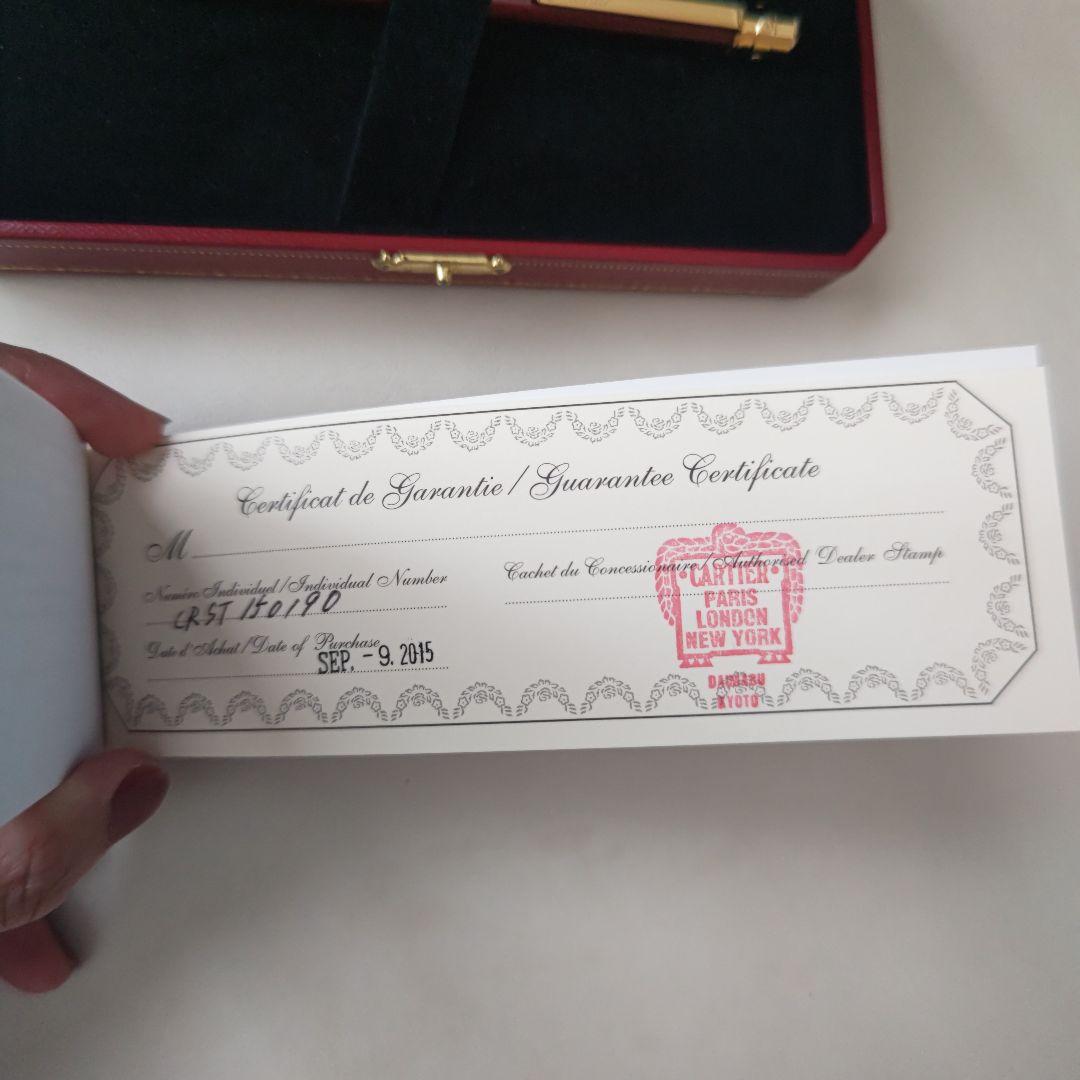 Certificat de Garantie / Guarantee Certificate
M
Numéro Individuel / Individual Number
CRST 150190
Date d'Achat / Date of Purchase
SEP. -9. 2015
Cachet du Concessionnaire / Authorised Dealer Stamp
CARTIER
PARIS
LONDON
NEW YORK
DAIMARU
KYOTO